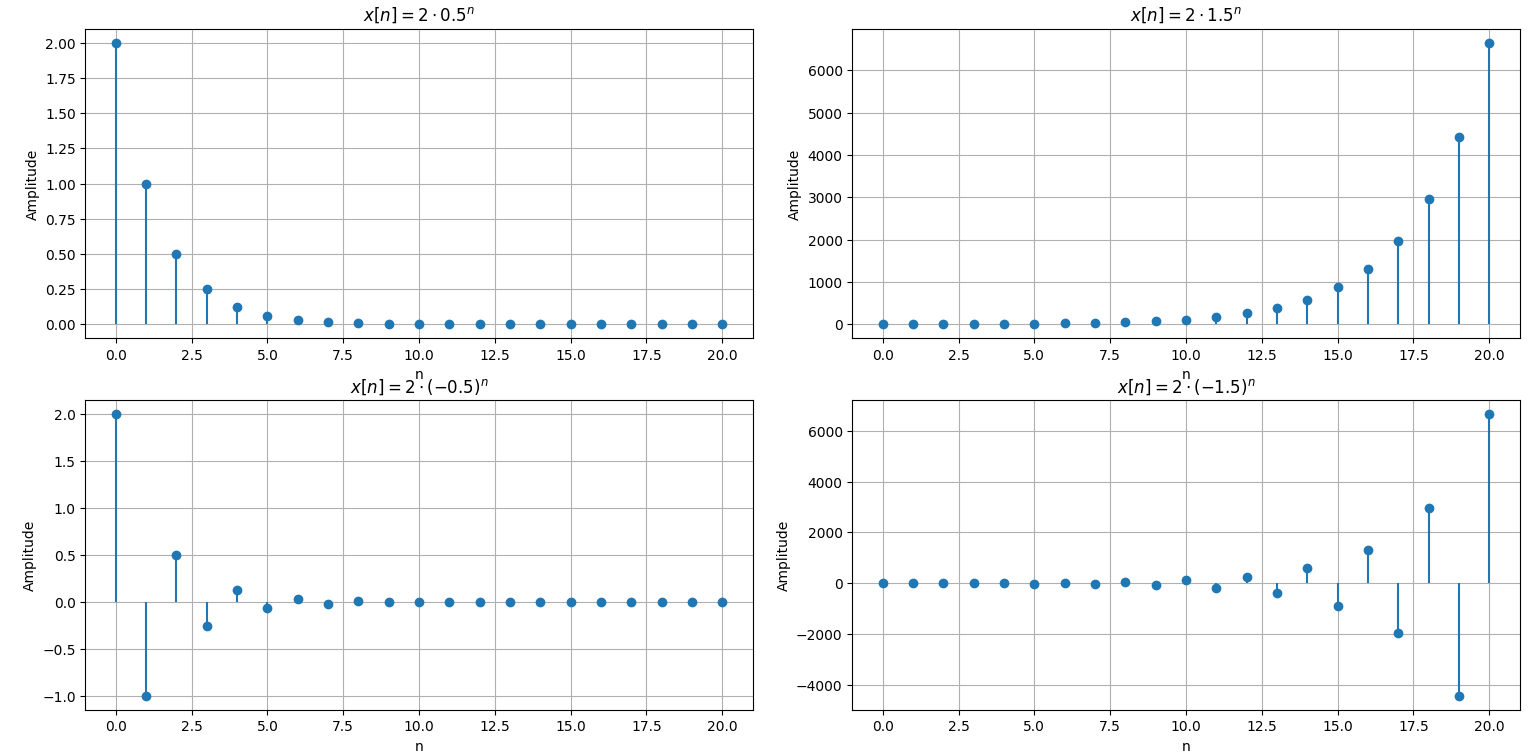 x[n] = 2 · 0.5^n
Amplitude
2.00
1.75
1.50
1.25
1.00
0.75
0.50
0.25
0.00
0.0 2.5 5.0 7.5 10.0 12.5 15.0 17.5 20.0
n
x[n] = 2 · 1.5^n
Amplitude
6000
5000
4000
3000
2000
1000
0
0.0 2.5 5.0 7.5 10.0 12.5 15.0 17.5 20.0
n
x[n] = 2 · (−0.5)^n
Amplitude
2.0
1.5
1.0
0.5
0.0
−0.5
−1.0
0.0 2.5 5.0 7.5 10.0 12.5 15.0 17.5 20.0
n
x[n] = 2 · (−1.5)^n
Amplitude
6000
4000
2000
0
−2000
−4000
0.0 2.5 5.0 7.5 10.0 12.5 15.0 17.5 20.0
n